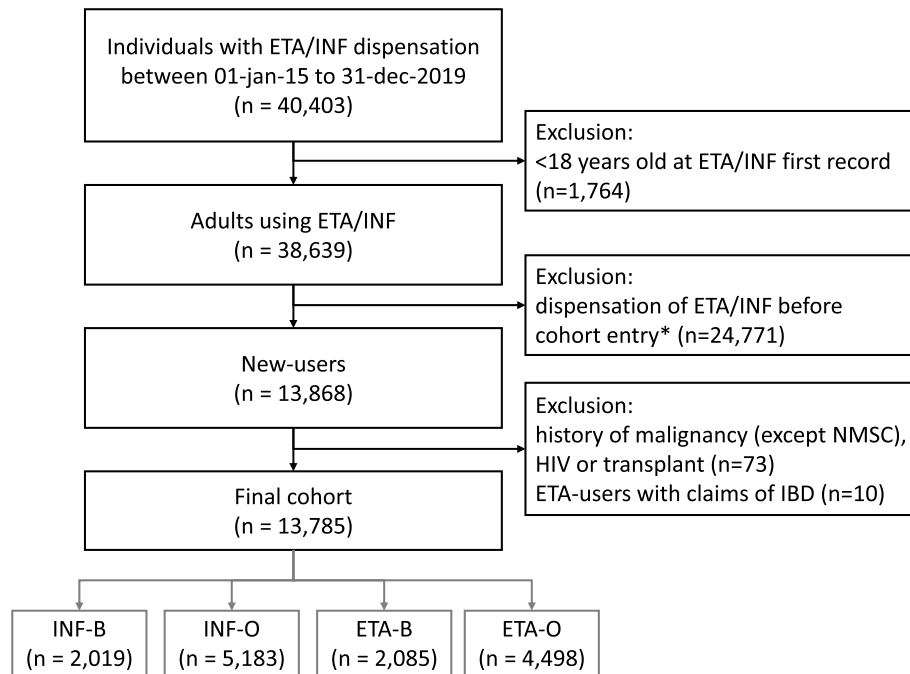 Individuals with ETA/INF dispensation
between 01-jan-15 to 31-dec-2019
(n = 40,403)
Exclusion:
<18 years old at ETA/INF first record
(n=1,764)
Adults using ETA/INF
(n = 38,639)
Exclusion:
dispensation of ETA/INF before
cohort entry* (n=24,771)
New-users
(n = 13,868)
Exclusion:
history of malignancy (except NMSC),
HIV or transplant (n=73)
ETA-users with claims of IBD (n=10)
Final cohort
(n = 13,785)
INF-B
(n = 2,019)
INF-O
(n = 5,183)
ETA-B
(n = 2,085)
ETA-O
(n = 4,498)